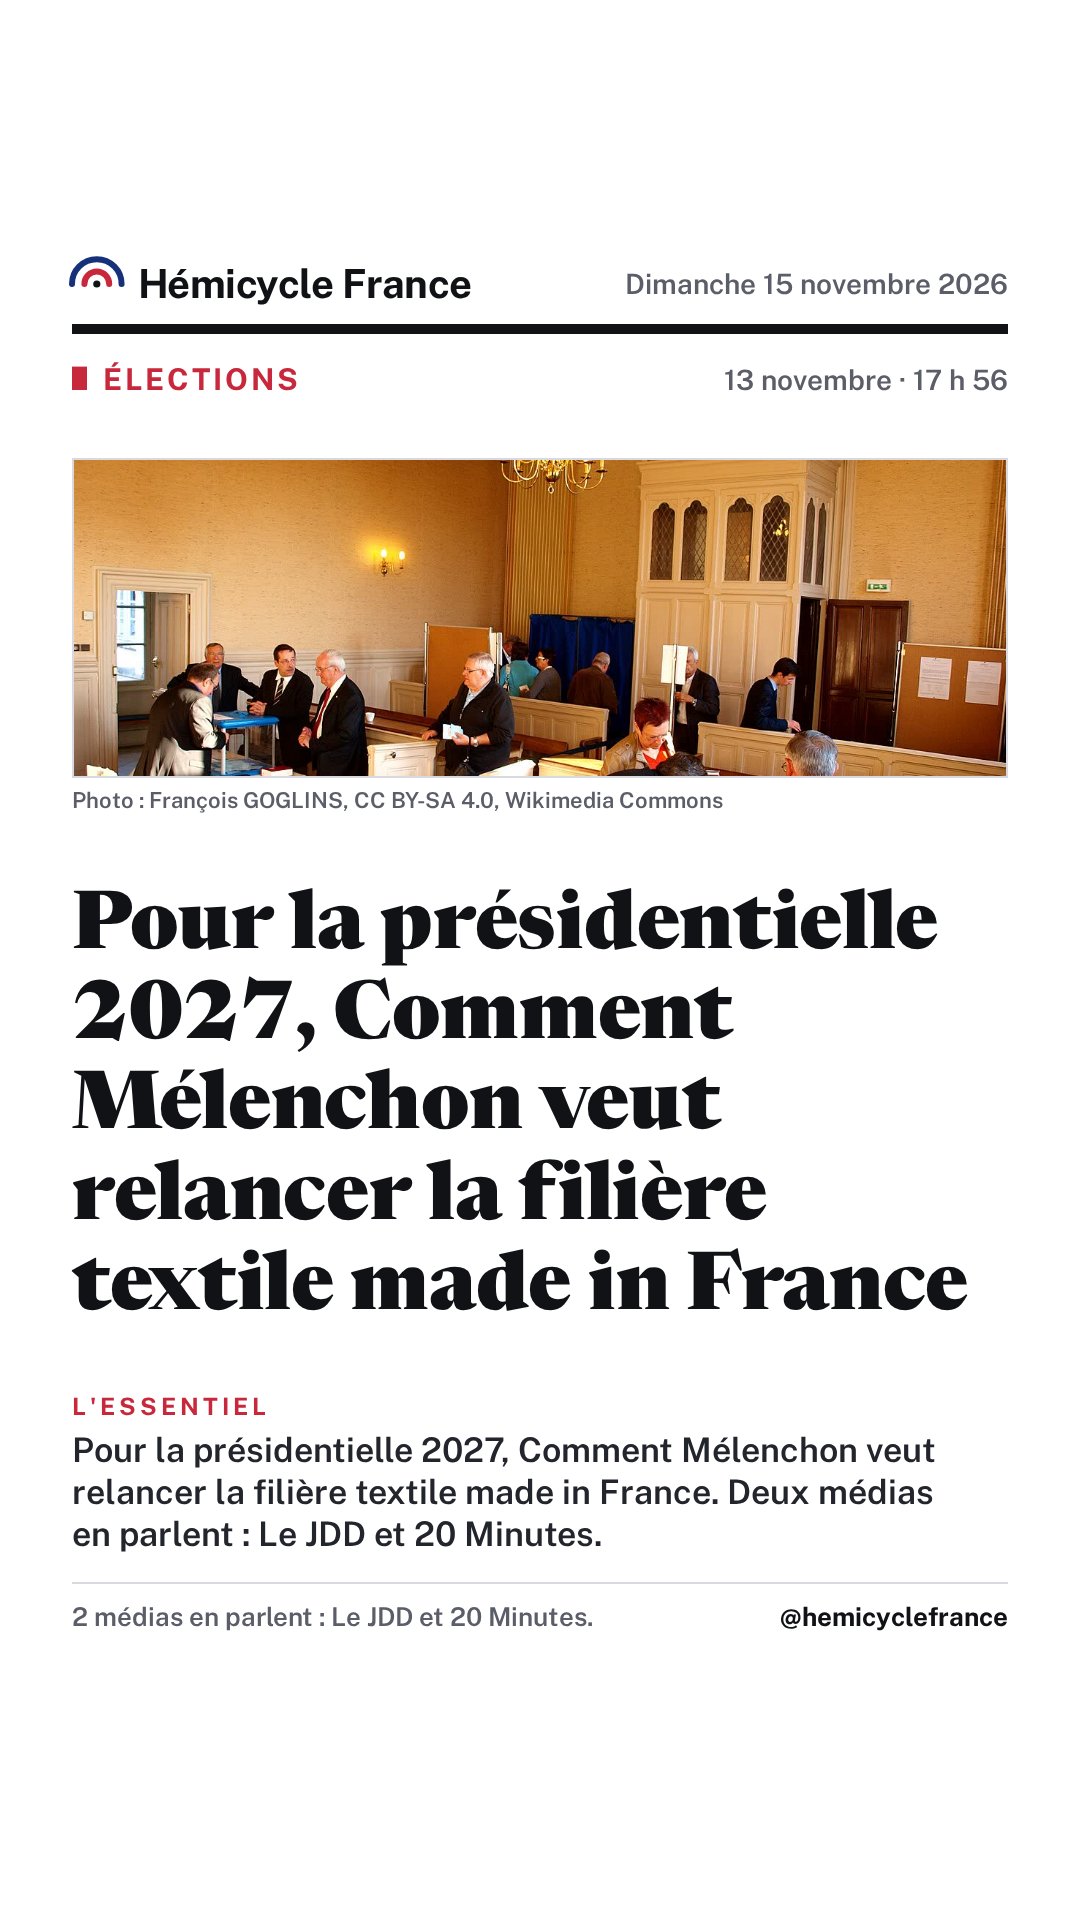 Hémicycle France
Dimanche 15 novembre 2026
ÉLECTIONS
13 novembre · 17 h 56
Photo : François GOGLINS, CC BY-SA 4.0, Wikimedia Commons
Pour la présidentielle
2027, Comment
Mélenchon veut
relancer la filière
textile made in France
L'ESSENTIEL
Pour la présidentielle 2027, Comment Mélenchon veut
relancer la filière textile made in France. Deux médias
en parlent : Le JDD et 20 Minutes.
2 médias en parlent : Le JDD et 20 Minutes.
@hemicyclefrance